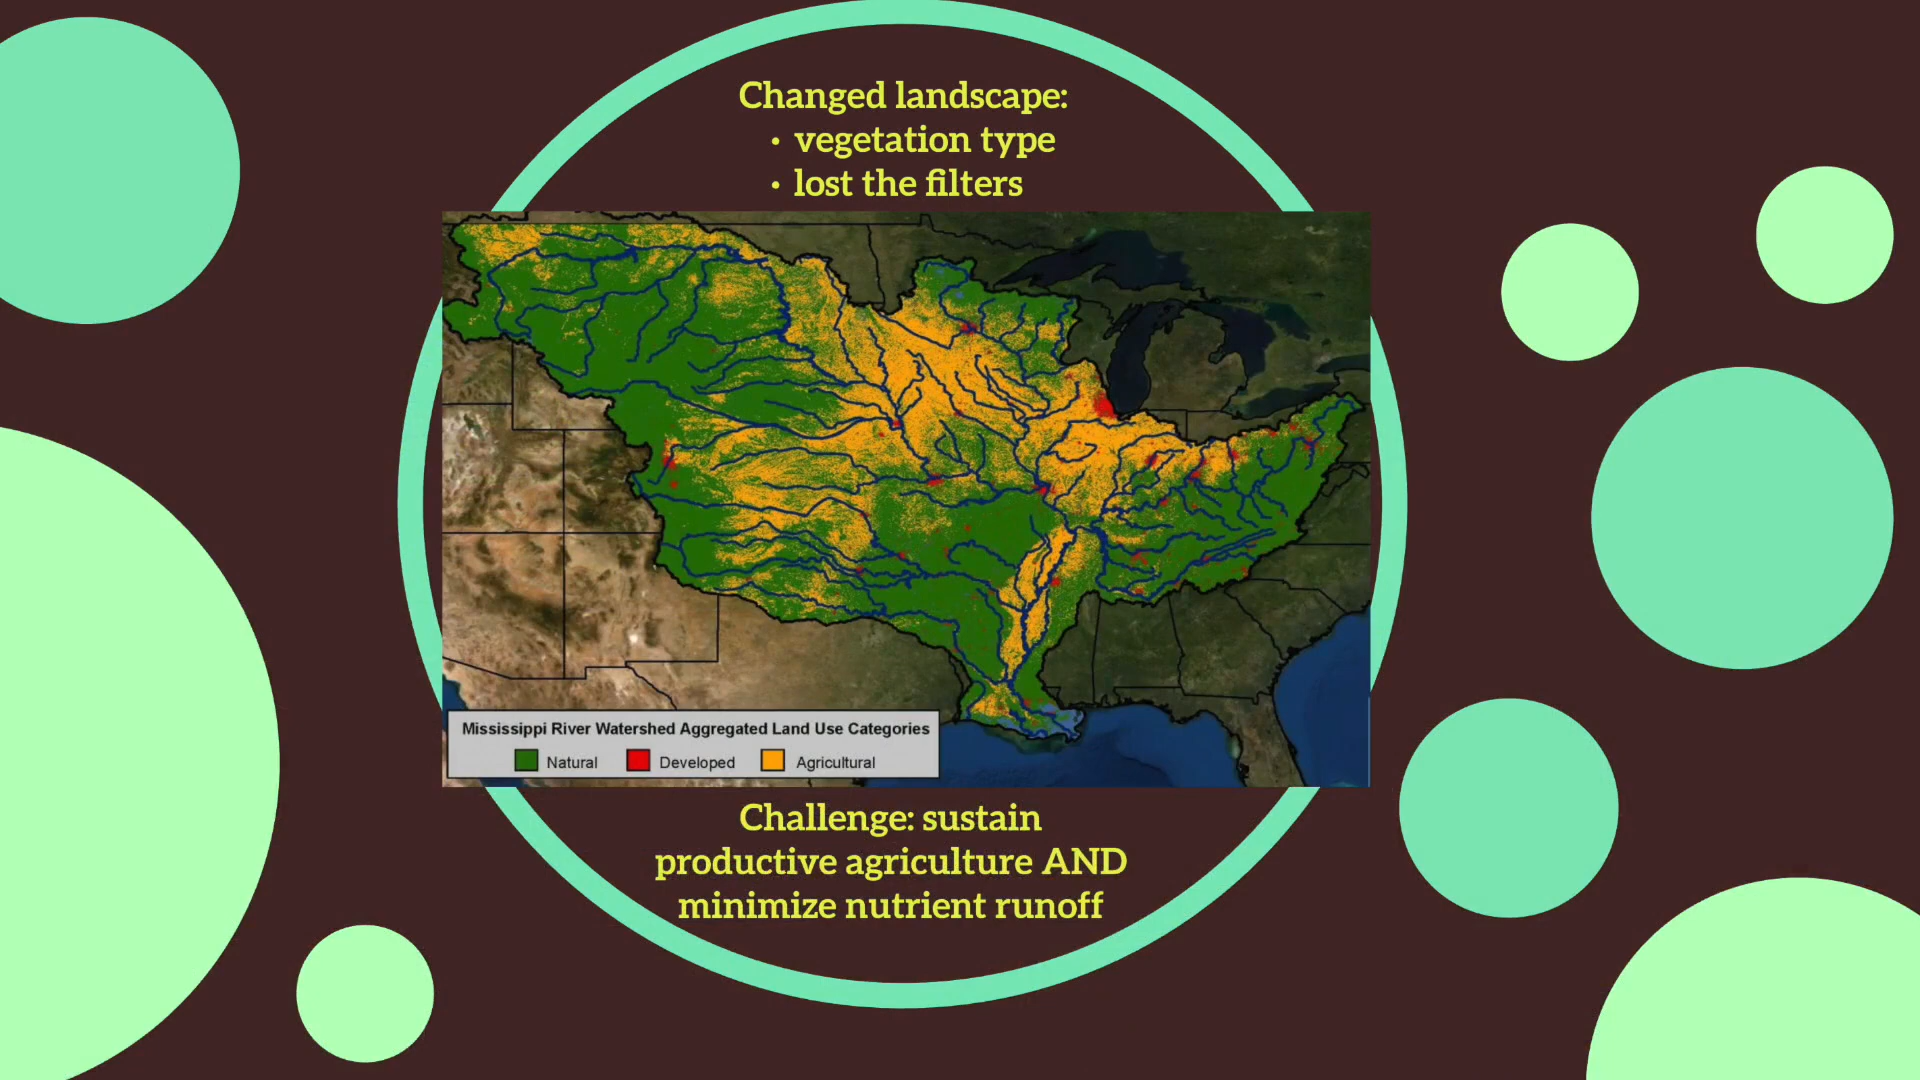 Changed landscape:
• vegetation type
• lost the filters
Mississippi River Watershed Aggregated Land Use Categories
Natural Developed Agricultural
Challenge: sustain
productive agriculture AND
minimize nutrient runoff